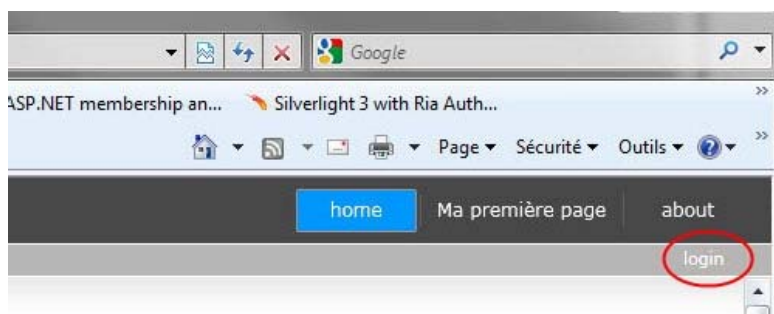 Google
ASP.NET membership an... Silverlight 3 with Ria Auth...
Page Sécurité Outils
home Ma première page about
login